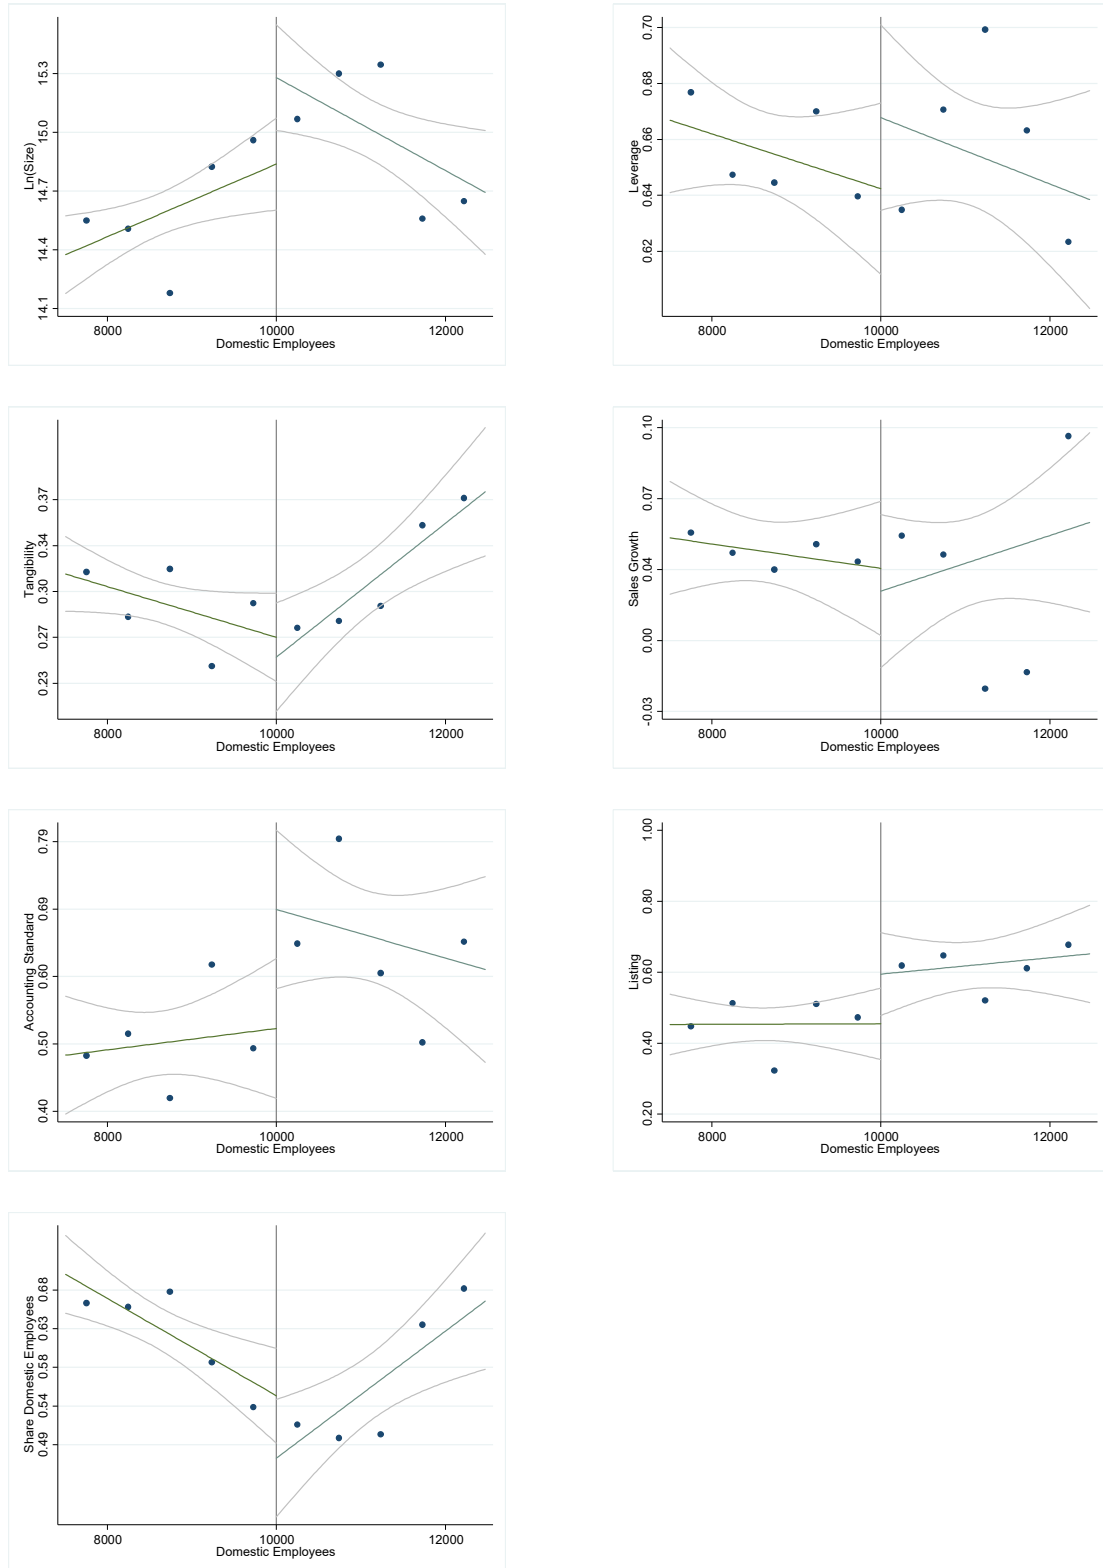 Ln(Size)
15.3
15.0
14.7
14.4
14.1
8000 10000 12000
Domestic Employees
Leverage
0.70
0.68
0.66
0.64
0.62
8000 10000 12000
Domestic Employees
Tangibility
0.37
0.34
0.30
0.27
0.23
8000 10000 12000
Domestic Employees
Sales Growth
0.10
0.07
0.04
0.00
-0.03
8000 10000 12000
Domestic Employees
Accounting Standard
0.79
0.69
0.60
0.50
0.40
8000 10000 12000
Domestic Employees
Listing
1.00
0.80
0.60
0.40
0.20
8000 10000 12000
Domestic Employees
Share Domestic Employees
0.68
0.63
0.58
0.54
0.49
8000 10000 12000
Domestic Employees